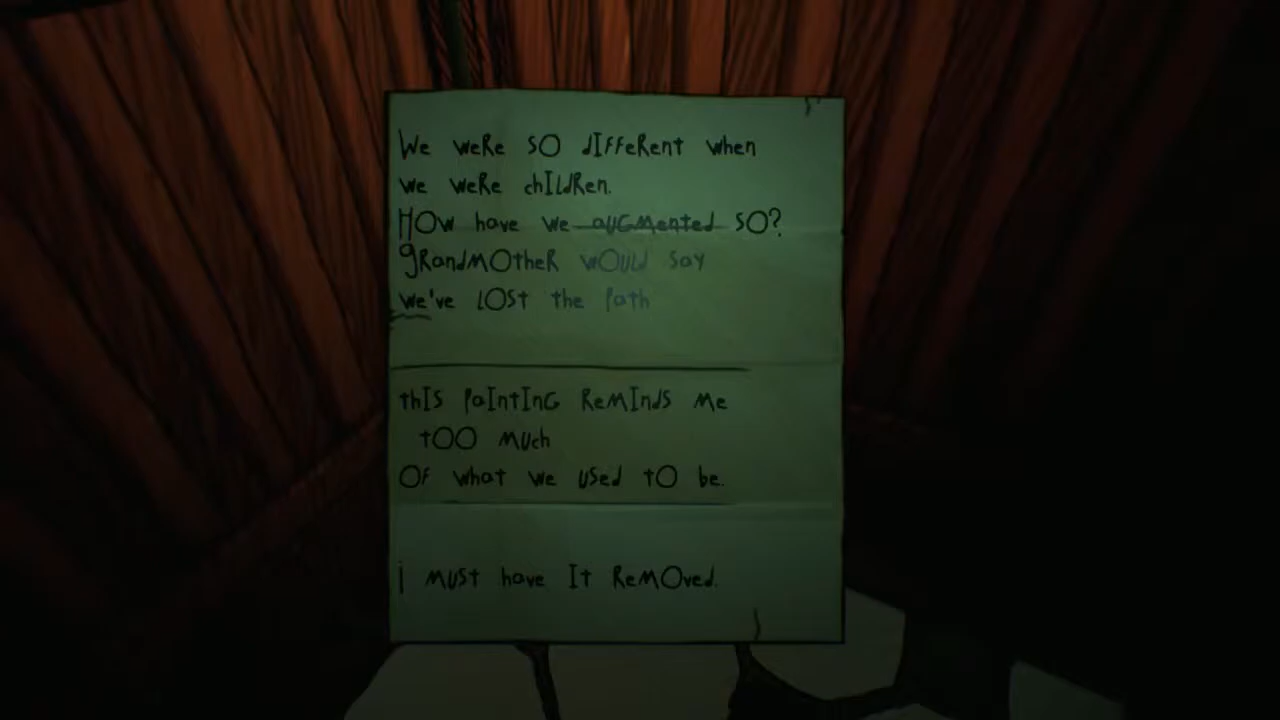 We weRe SO dIFFeRent when
we weRe chIldRen.
HOw have we aUGMented SO?
gRandMOtheR wOUld say
we've LOSt the path
thIS paIntInG ReMIndS Me
tOO MUch
OF what we USed tO be.
i MUSt have It ReMOved.